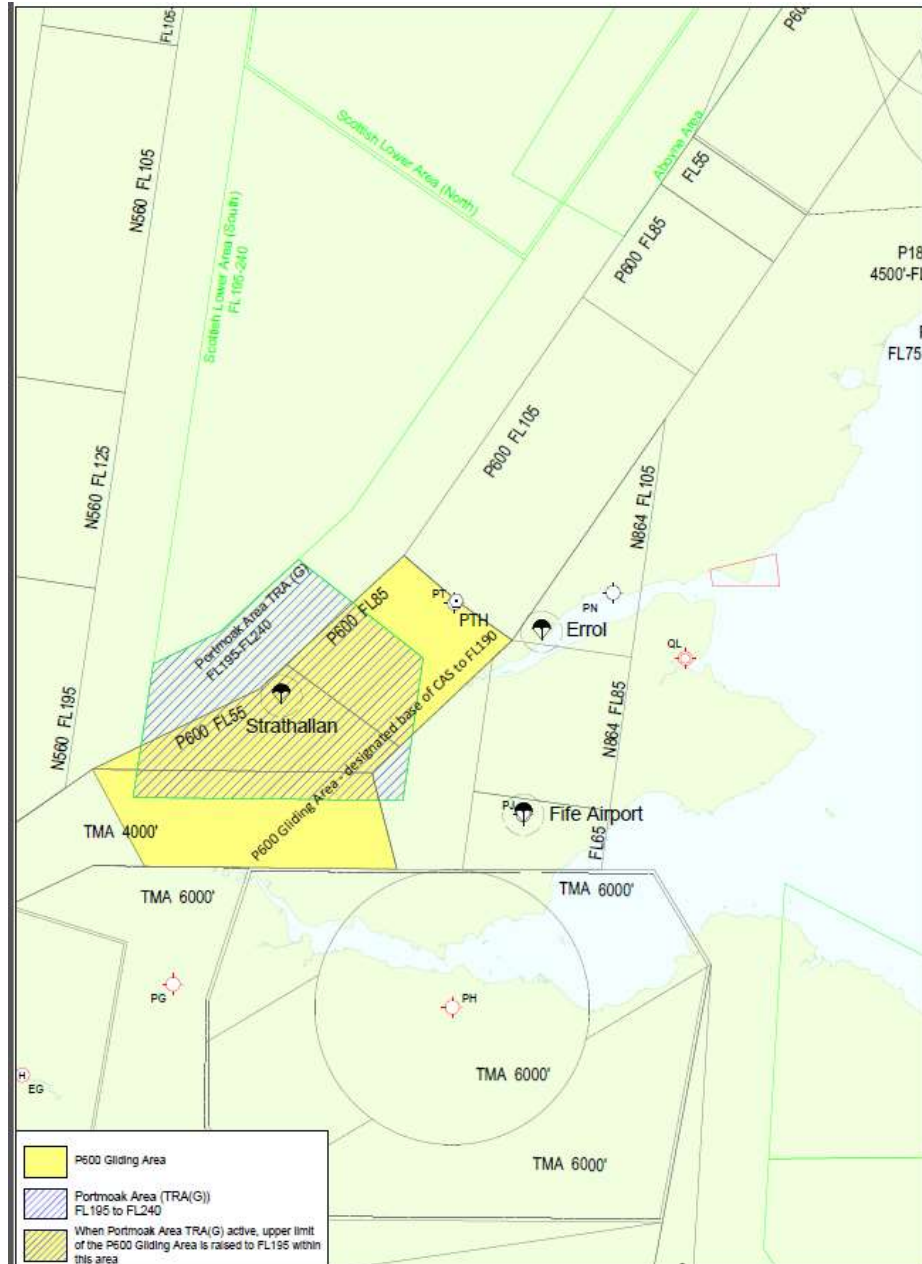 FL105-
P600
N560 FL105
Scottish Lower Area (North)
Aboyne Area
FL55
P600 FL85
Scottish Lower Area (South)
FL195-240
P18
4500'-FL
FL75
P600 FL105
N560 FL125
N864 FL105
Portmoak Area TRA (G)
FL195-FL240
P600 FL85
PT
PTH
PN
Errol
QL
N560 FL195
P600 FL55
Strathallan
P600 Gliding Area - designated base of CAS to FL190
N864 FL85
PJ
Fife Airport
TMA 4000'
FL65
TMA 6000'
TMA 6000'
PG
PH
TMA 6000'
H
EG
TMA 6000'
P600 Gliding Area
Portmoak Area (TRA(G))
FL195 to FL240
When Portmoak Area TRA(G) active, upper limit
of the P600 Gliding Area is raised to FL195 within
this area